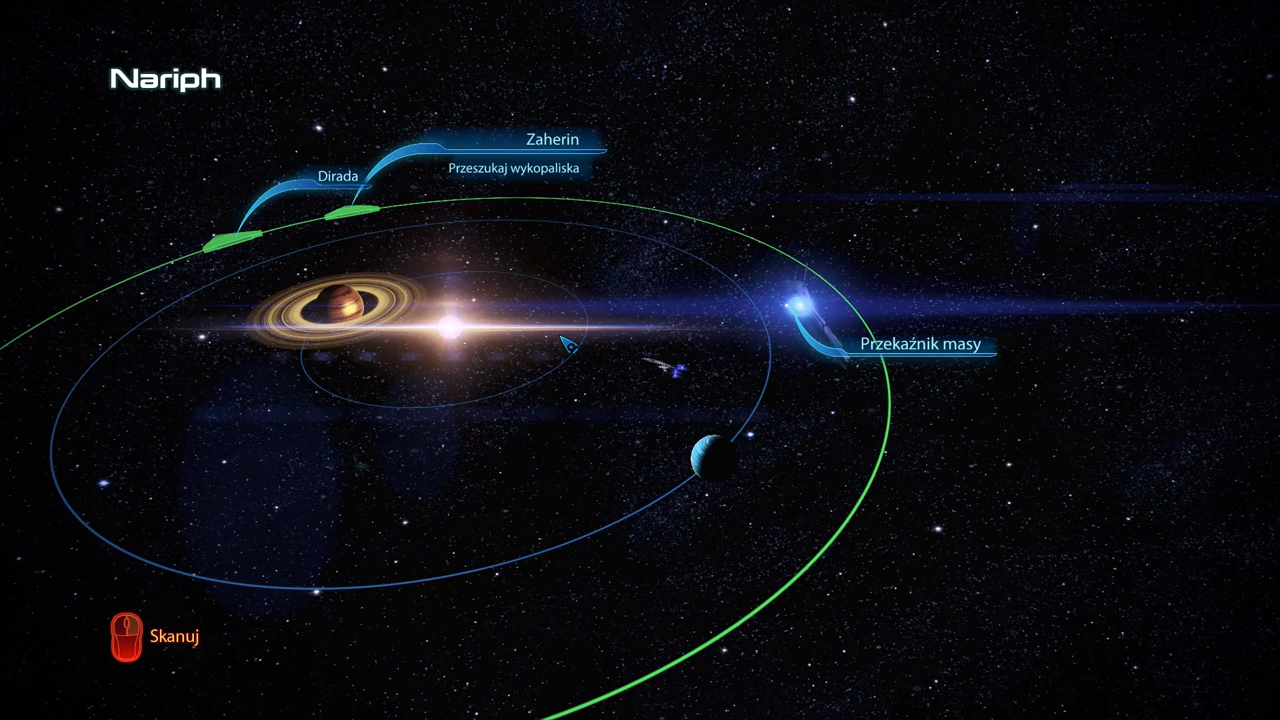 Nariph
Zaherin
Przeszukaj wykopaliska
Dirada
Przekaźnik masy
Skanuj